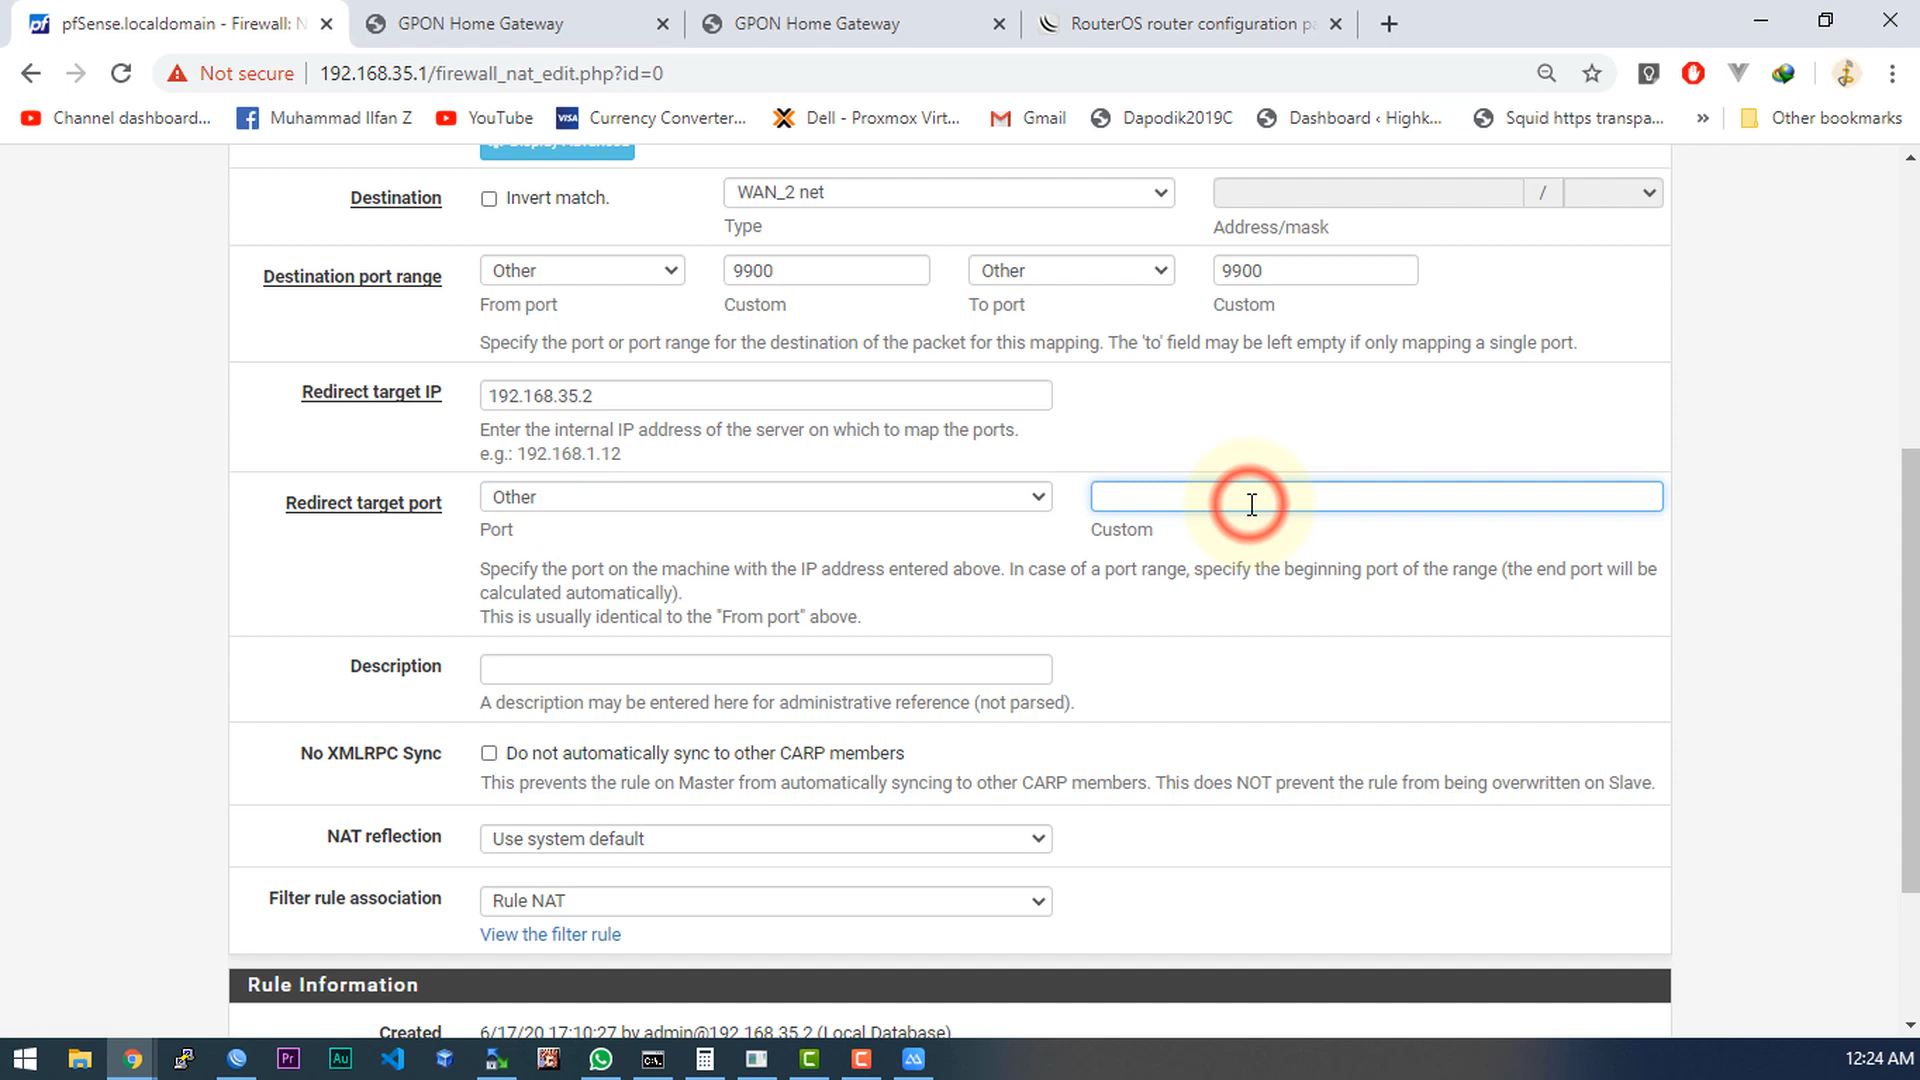 pfSense.localdomain - Firewall: N
GPON Home Gateway
GPON Home Gateway
RouterOS router configuration pa
Not secure
192.168.35.1/firewall_nat_edit.php?id=0
Channel dashboard...
Muhammad Ilfan Z
YouTube
VISA
Currency Converter...
Dell - Proxmox Virt...
Gmail
Dapodik2019C
Dashboard ‹ Highk...
Squid https transpa...
»
Other bookmarks
Display Advanced
Destination
Invert match.
WAN_2 net
/
Type
Address/mask
Destination port range
Other
9900
Other
9900
From port
Custom
To port
Custom
Specify the port or port range for the destination of the packet for this mapping. The 'to' field may be left empty if only mapping a single port.
Redirect target IP
192.168.35.2
Enter the internal IP address of the server on which to map the ports.
e.g.: 192.168.1.12
Redirect target port
Other
Port
Custom
Specify the port on the machine with the IP address entered above. In case of a port range, specify the beginning port of the range (the end port will be
calculated automatically).
This is usually identical to the "From port" above.
Description
A description may be entered here for administrative reference (not parsed).
No XMLRPC Sync
Do not automatically sync to other CARP members
This prevents the rule on Master from automatically syncing to other CARP members. This does NOT prevent the rule from being overwritten on Slave.
NAT reflection
Use system default
Filter rule association
Rule NAT
View the filter rule
Rule Information
Created
6/17/20 17:10:27 by admin@192.168.35.2 (Local Database)
Pr
Au
12:24 AM